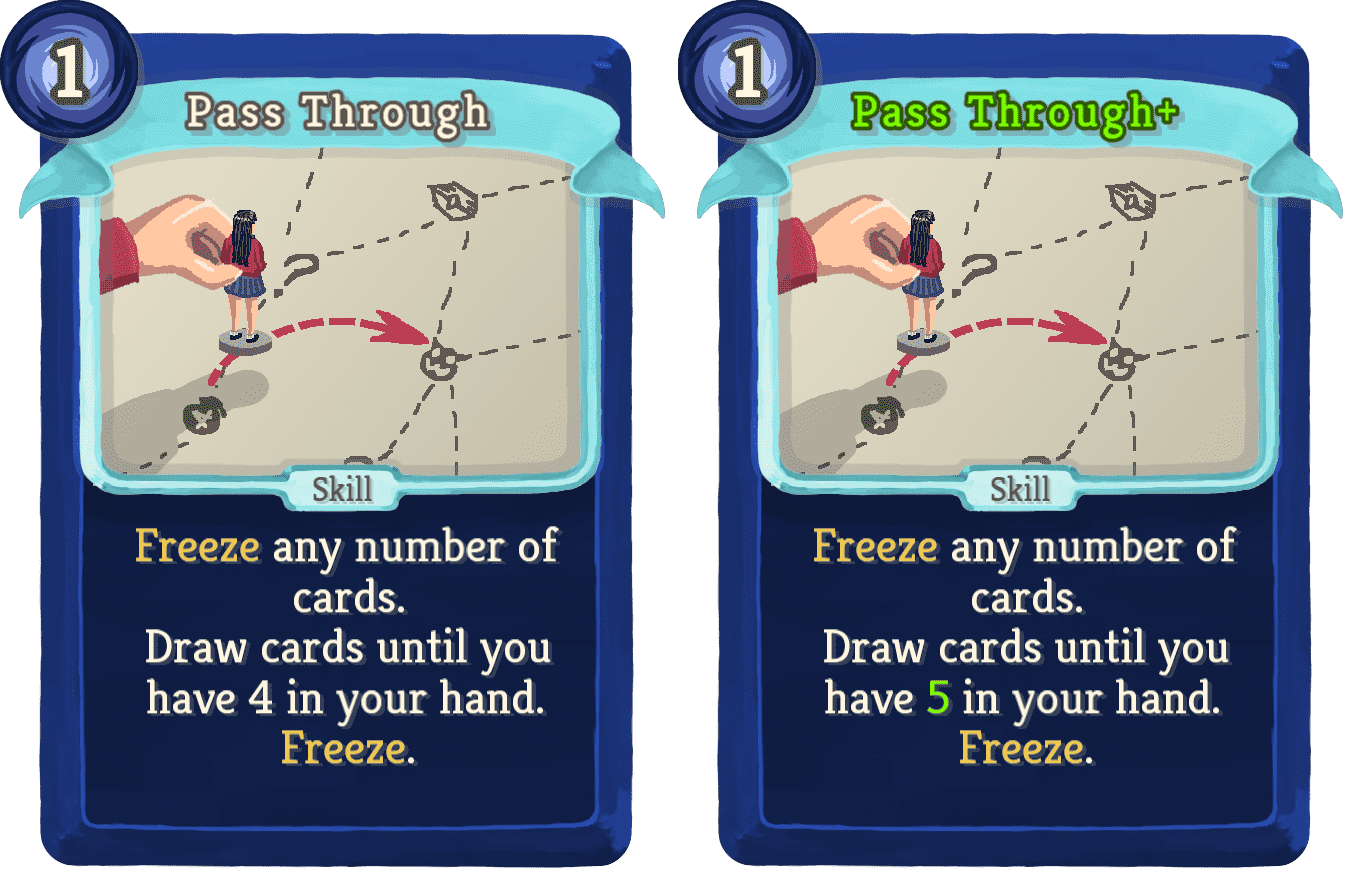 1
Pass Through
Skill
Freeze any number of
cards.
Draw cards until you
have 4 in your hand.
Freeze.
1
Pass Through+
Skill
Freeze any number of
cards.
Draw cards until you
have 5 in your hand.
Freeze.